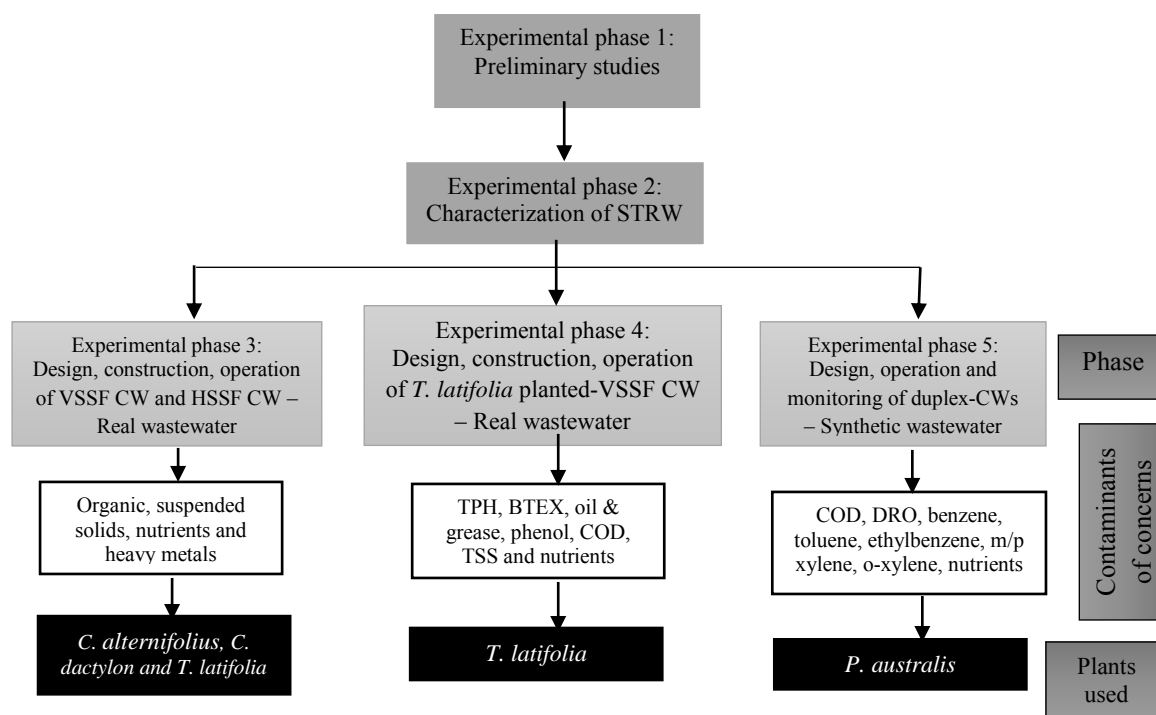 Experimental phase 1:
Preliminary studies
Experimental phase 2:
Characterization of STRW
Experimental phase 3:
Design, construction, operation
of VSSF CW and HSSF CW –
Real wastewater
Experimental phase 4:
Design, construction, operation
of T. latifolia planted-VSSF CW
– Real wastewater
Experimental phase 5:
Design, operation and
monitoring of duplex-CWs
– Synthetic wastewater
Phase
Organic, suspended
solids, nutrients and
heavy metals
TPH, BTEX, oil &
grease, phenol, COD,
TSS and nutrients
COD, DRO, benzene,
toluene, ethylbenzene, m/p
xylene, o-xylene, nutrients
Contaminants
of concerns
C. alternifolius, C.
dactylon and T. latifolia
T. latifolia
P. australis
Plants
used